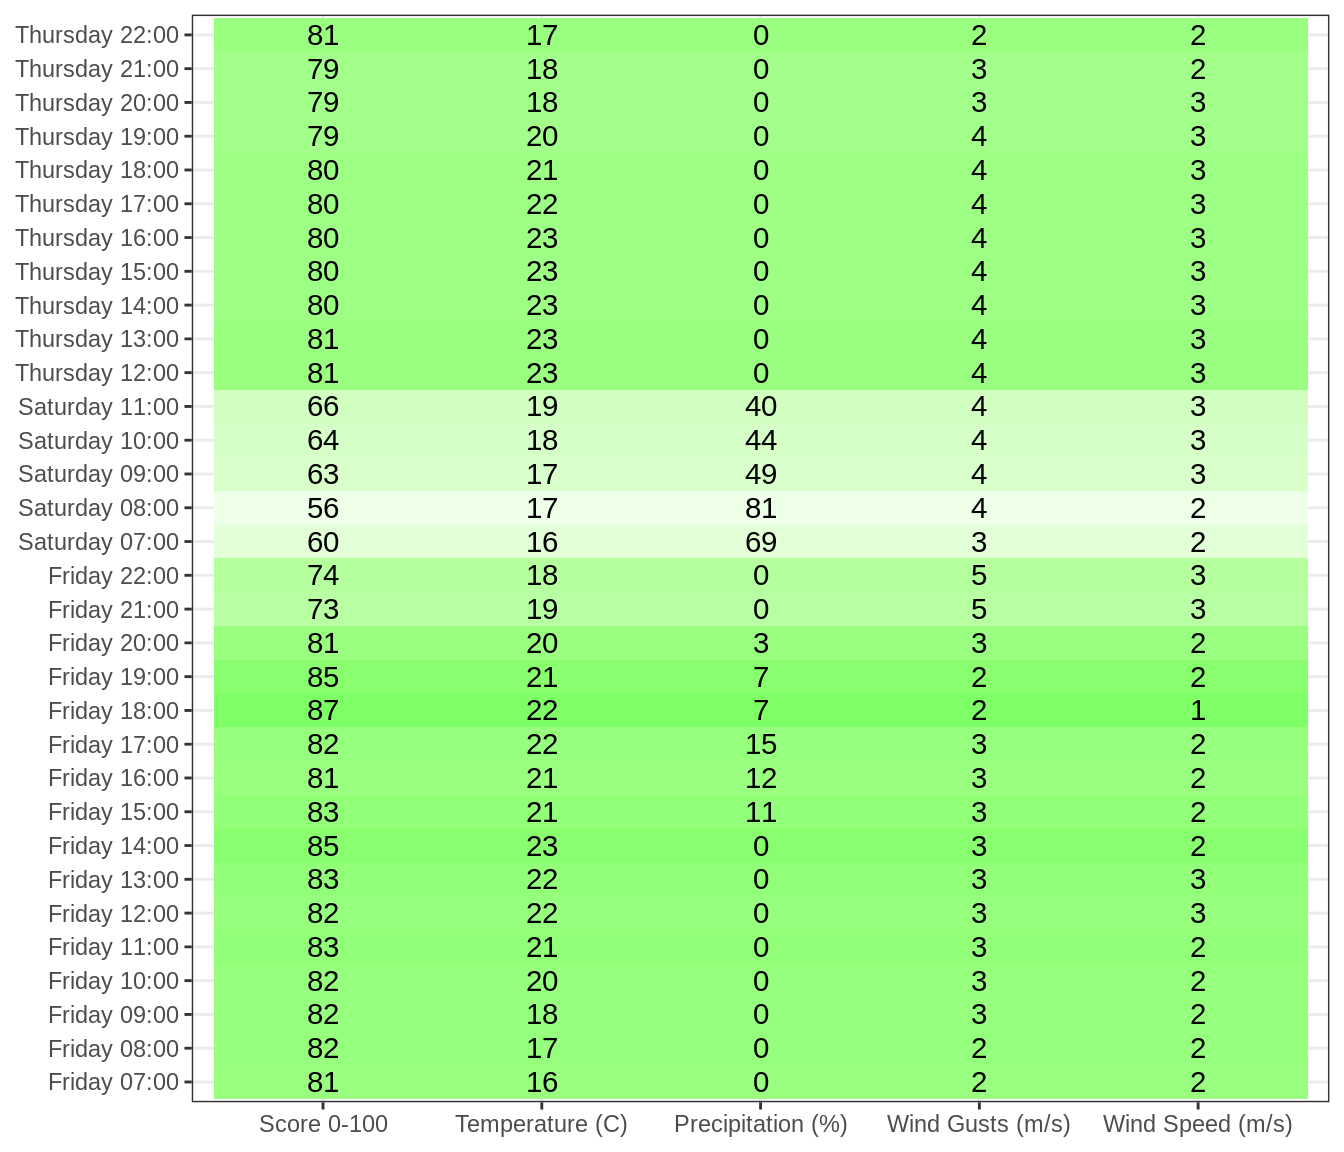 Thursday 22:00 81 17 0 2 2
Thursday 21:00 79 18 0 3 2
Thursday 20:00 79 18 0 3 3
Thursday 19:00 79 20 0 4 3
Thursday 18:00 80 21 0 4 3
Thursday 17:00 80 22 0 4 3
Thursday 16:00 80 23 0 4 3
Thursday 15:00 80 23 0 4 3
Thursday 14:00 80 23 0 4 3
Thursday 13:00 81 23 0 4 3
Thursday 12:00 81 23 0 4 3
Saturday 11:00 66 19 40 4 3
Saturday 10:00 64 18 44 4 3
Saturday 09:00 63 17 49 4 3
Saturday 08:00 56 17 81 4 2
Saturday 07:00 60 16 69 3 2
Friday 22:00 74 18 0 5 3
Friday 21:00 73 19 0 5 3
Friday 20:00 81 20 3 3 2
Friday 19:00 85 21 7 2 2
Friday 18:00 87 22 7 2 1
Friday 17:00 82 22 15 3 2
Friday 16:00 81 21 12 3 2
Friday 15:00 83 21 11 3 2
Friday 14:00 85 23 0 3 2
Friday 13:00 83 22 0 3 3
Friday 12:00 82 22 0 3 3
Friday 11:00 83 21 0 3 2
Friday 10:00 82 20 0 3 2
Friday 09:00 82 18 0 3 2
Friday 08:00 82 17 0 2 2
Friday 07:00 81 16 0 2 2
Score 0-100 Temperature (C) Precipitation (%) Wind Gusts (m/s) Wind Speed (m/s)